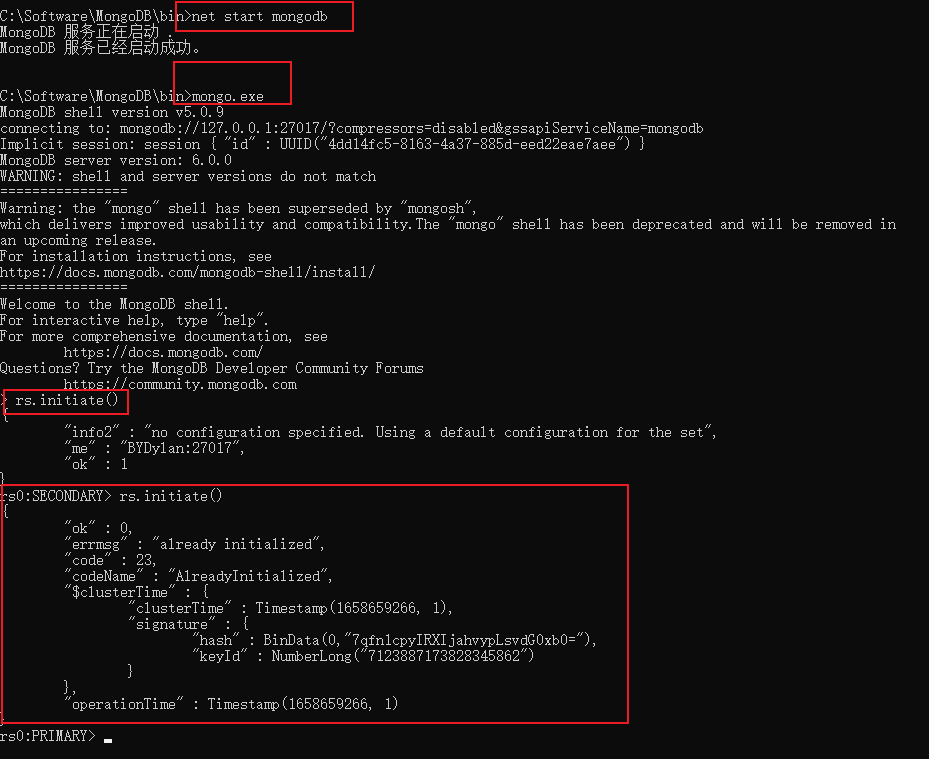 C:\Software\MongoDB\bin>net start mongodb
MongoDB 服务正在启动 .
MongoDB 服务已经启动成功。
C:\Software\MongoDB\bin>mongo.exe
MongoDB shell version v5.0.9
connecting to: mongodb://127.0.0.1:27017/?compressors=disabled&gssapiServiceName=mongodb
Implicit session: session { "id" : UUID("4dd14fc5-8163-4a37-885d-eed22eae7aee") }
MongoDB server version: 6.0.0
WARNING: shell and server versions do not match
================
Warning: the "mongo" shell has been superseded by "mongosh",
which delivers improved usability and compatibility.The "mongo" shell has been deprecated and will be removed in
an upcoming release.
For installation instructions, see
https://docs.mongodb.com/mongodb-shell/install/
================
Welcome to the MongoDB shell.
For interactive help, type "help".
For more comprehensive documentation, see
https://docs.mongodb.com/
Questions? Try the MongoDB Developer Community Forums
https://community.mongodb.com
> rs.initiate()
{
"info2" : "no configuration specified. Using a default configuration for the set",
"me" : "BYDylan:27017",
"ok" : 1
}
rs0:SECONDARY> rs.initiate()
{
"ok" : 0,
"errmsg" : "already initialized",
"code" : 23,
"codeName" : "AlreadyInitialized",
"$clusterTime" : {
"clusterTime" : Timestamp(1658659266, 1),
"signature" : {
"hash" : BinData(0,"7qfn1cpyIRXIjahvypLsvdG0xb0="),
"keyId" : NumberLong("7123887173828345862")
}
},
"operationTime" : Timestamp(1658659266, 1)
}
rs0:PRIMARY>